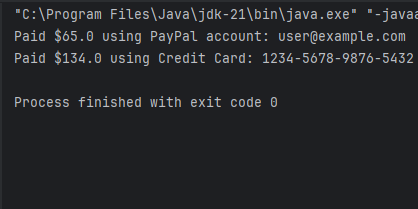 "C:\Program Files\Java\jdk-21\bin\java.exe" "-javaa
Paid $65.0 using PayPal account: user@example.com
Paid $134.0 using Credit Card: 1234-5678-9876-5432
Process finished with exit code 0